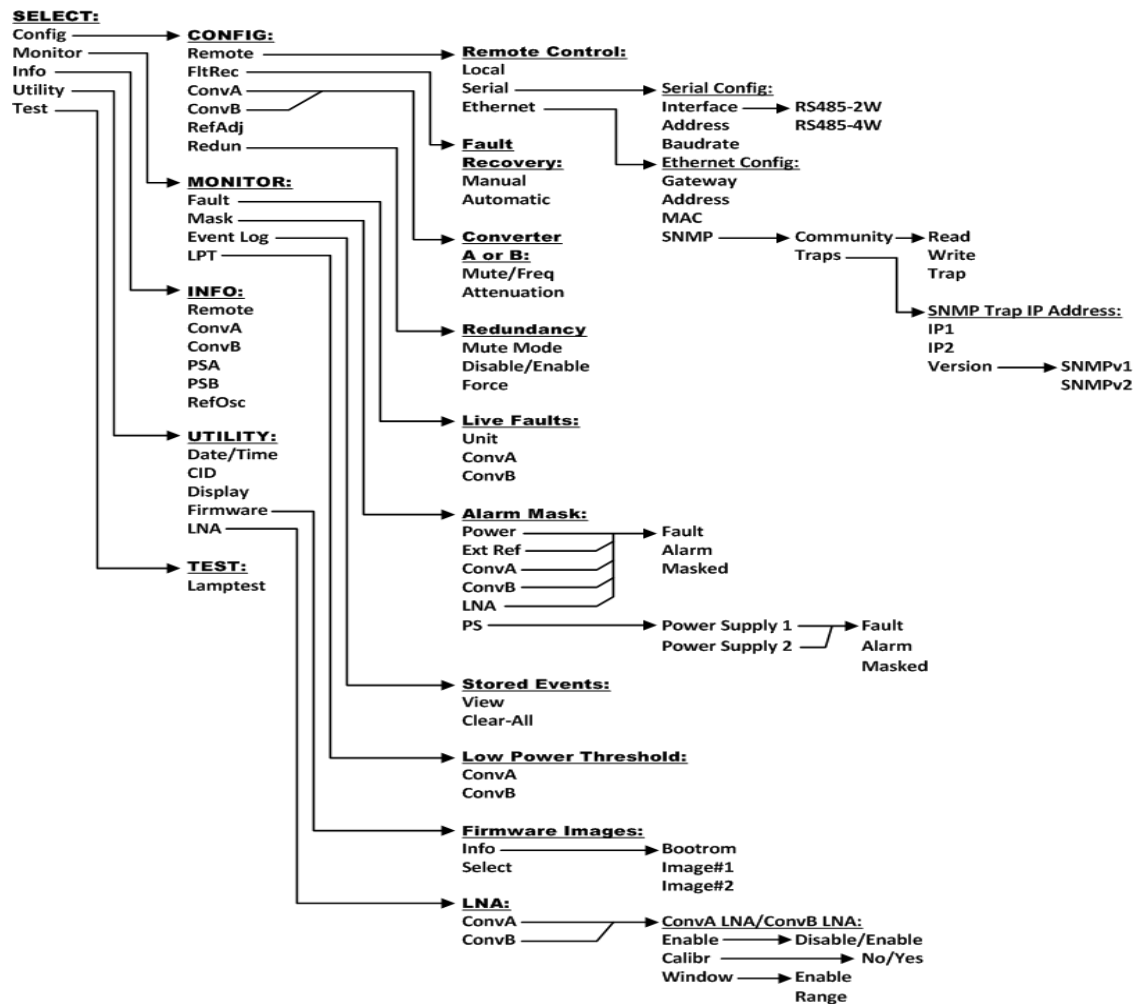 SELECT:
Config
Monitor
Info
Utility
Test
CONFIG:
Remote
FltRec
ConvA
ConvB
RefAdj
Redun
MONITOR:
Fault
Mask
Event Log
LPT
INFO:
Remote
ConvA
ConvB
PSA
PSB
RefOsc
UTILITY:
Date/Time
CID
Display
Firmware
LNA
TEST:
Lamptest
Remote Control:
Local
Serial
Ethernet
Fault
Recovery:
Manual
Automatic
Converter
A or B:
Mute/Freq
Attenuation
Redundancy
Mute Mode
Disable/Enable
Force
Live Faults:
Unit
ConvA
ConvB
Alarm Mask:
Power
Ext Ref
ConvA
ConvB
LNA
PS
Stored Events:
View
Clear-All
Low Power Threshold:
ConvA
ConvB
Firmware Images:
Info
Select
LNA:
ConvA
ConvB
Serial Config:
Interface
Address
Baudrate
RS485-2W
RS485-4W
Ethernet Config:
Gateway
Address
MAC
SNMP
Community
Traps
Read
Write
Trap
SNMP Trap IP Address:
IP1
IP2
Version
SNMPv1
SNMPv2
Fault
Alarm
Masked
Power Supply 1
Power Supply 2
Fault
Alarm
Masked
Bootrom
Image#1
Image#2
ConvA LNA/ConvB LNA:
Enable
Calibr
Window
Disable/Enable
No/Yes
Enable
Range